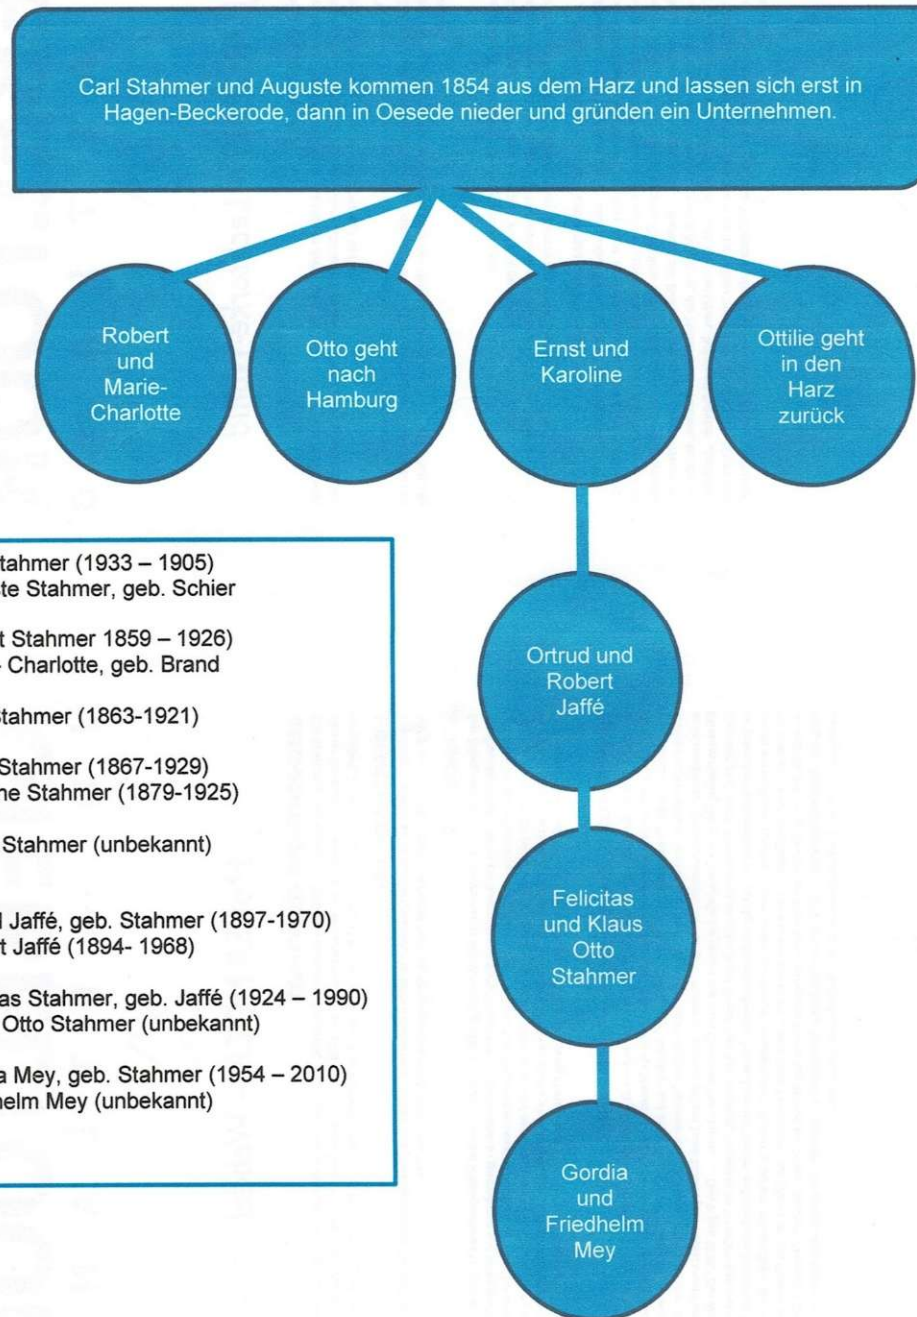 Carl Stahmer und Auguste kommen 1854 aus dem Harz und lassen sich erst in
Hagen-Beckerode, dann in Oesede nieder und gründen ein Unternehmen.
Robert
und
Marie-
Charlotte
Otto geht
nach
Hamburg
Ernst und
Karoline
Ottilie geht
in den
Harz
zurück
Ortrud und
Robert
Jaffé
Felicitas
und Klaus
Otto
Stahmer
Gordia
und
Friedhelm
Mey
tahmer (1933 – 1905)
te Stahmer, geb. Schier
t Stahmer 1859 – 1926)
- Charlotte, geb. Brand
Stahmer (1863-1921)
Stahmer (1867-1929)
ne Stahmer (1879-1925)
Stahmer (unbekannt)
d Jaffé, geb. Stahmer (1897-1970)
t Jaffé (1894- 1968)
as Stahmer, geb. Jaffé (1924 – 1990)
Otto Stahmer (unbekannt)
a Mey, geb. Stahmer (1954 – 2010)
helm Mey (unbekannt)